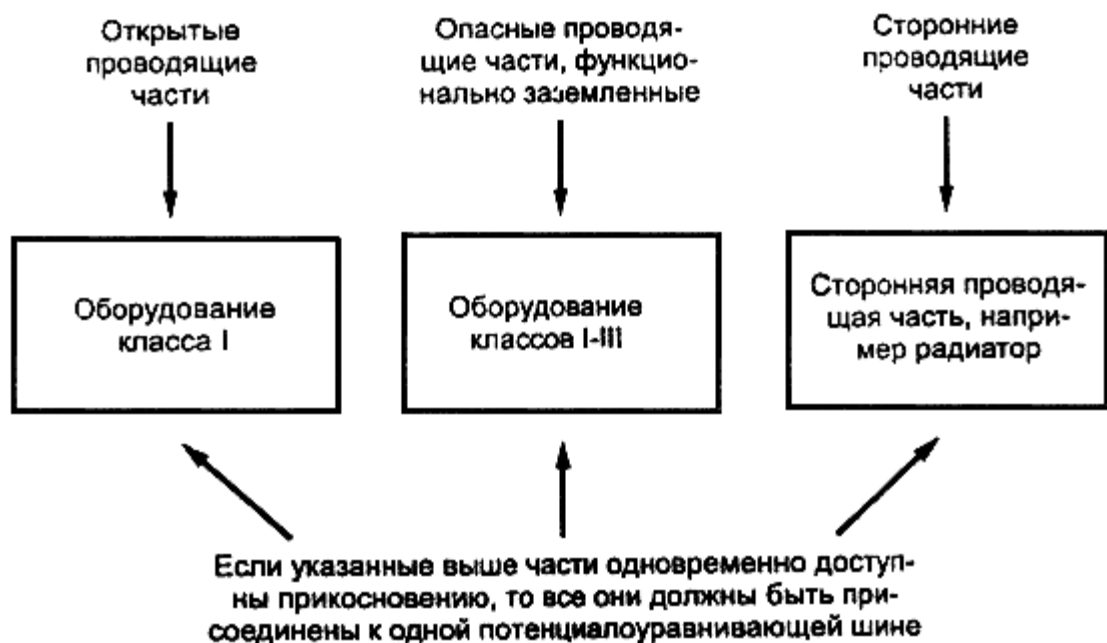 Открытые
проводящие
части
Опасные проводя-
щие части, функцио-
нально заземленные
Сторонние
проводящие
части
Оборудование
класса I
Оборудование
классов I-III
Сторонняя проводя-
щая часть, напри-
мер радиатор
Если указанные выше части одновременно доступ-
ны прикосновению, то все они должны быть при-
соединены к одной потенциалоуравнивающей шине